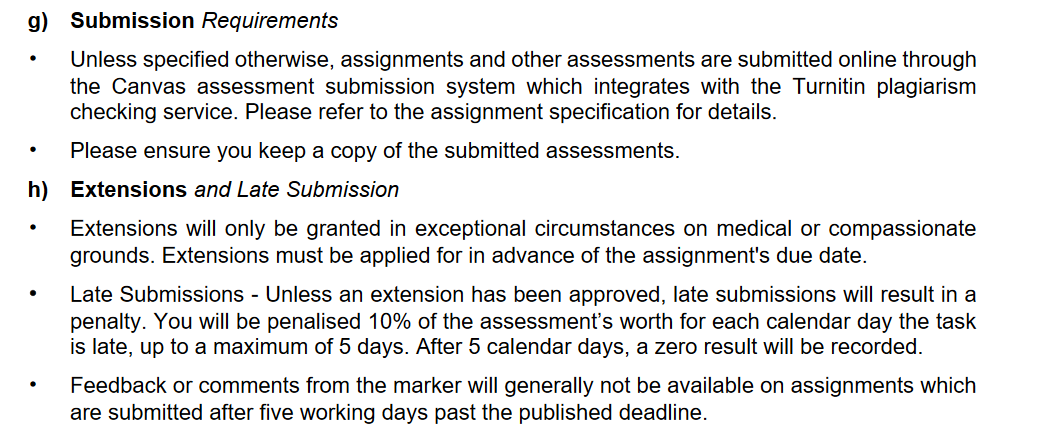 g) Submission Requirements
• Unless specified otherwise, assignments and other assessments are submitted online through
the Canvas assessment submission system which integrates with the Turnitin plagiarism
checking service. Please refer to the assignment specification for details.
• Please ensure you keep a copy of the submitted assessments.
h) Extensions and Late Submission
• Extensions will only be granted in exceptional circumstances on medical or compassionate
grounds. Extensions must be applied for in advance of the assignment's due date.
• Late Submissions - Unless an extension has been approved, late submissions will result in a
penalty. You will be penalised 10% of the assessment’s worth for each calendar day the task
is late, up to a maximum of 5 days. After 5 calendar days, a zero result will be recorded.
• Feedback or comments from the marker will generally not be available on assignments which
are submitted after five working days past the published deadline.